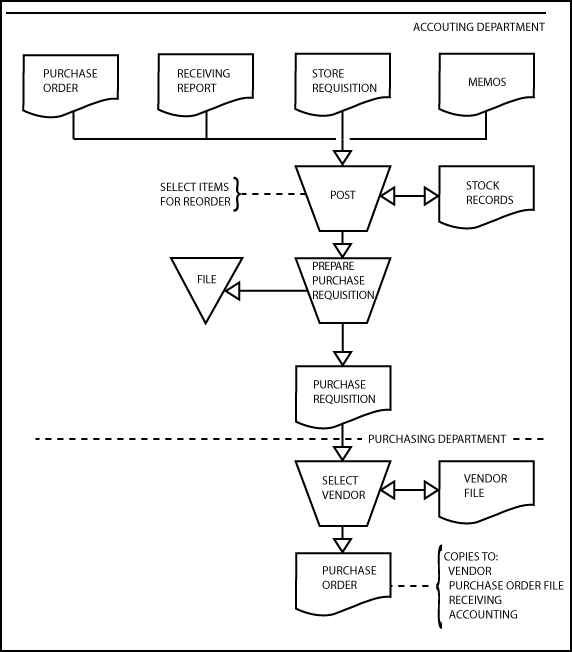 ACCOUTING DEPARTMENT
PURCHASE
ORDER
RECEIVING
REPORT
STORE
REQUISITION
MEMOS
SELECT ITEMS
FOR REORDER
POST
STOCK
RECORDS
FILE
PREPARE
PURCHASE
REQUISITION
PURCHASE
REQUISITION
PURCHASING DEPARTMENT
SELECT
VENDOR
VENDOR
FILE
PURCHASE
ORDER
COPIES TO:
VENDOR
PURCHASE ORDER FILE
RECEIVING
ACCOUNTING